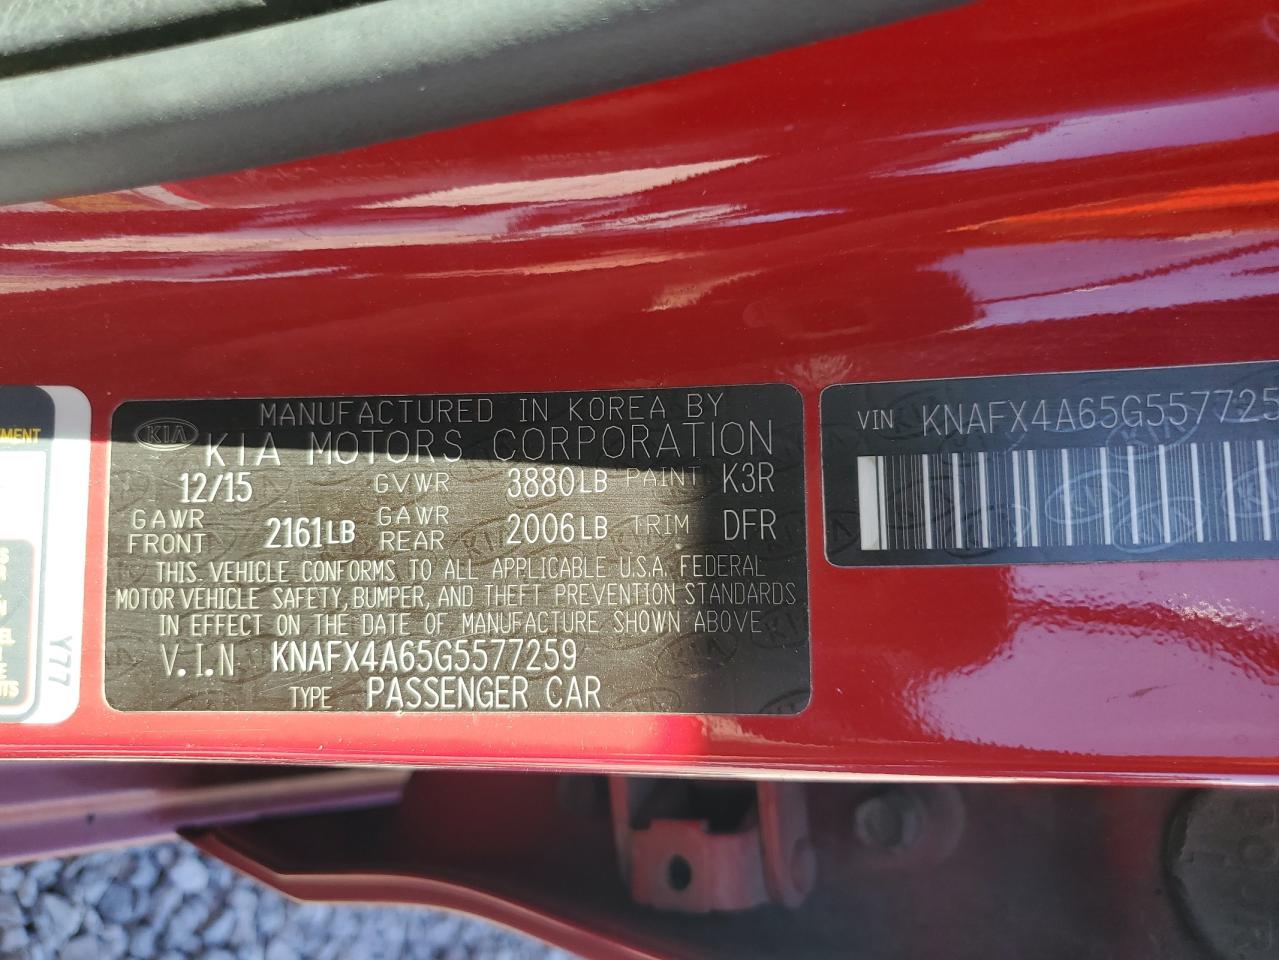 MANUFACTURED IN KOREA BY
KIA KIA MOTORS CORPORATION
12/15 GVWR 3880LB PAINT K3R
GAWR FRONT 2161LB GAWR REAR 2006LB TRIM DFR
THIS VEHICLE CONFORMS TO ALL APPLICABLE U.S.A. FEDERAL
MOTOR VEHICLE SAFETY, BUMPER, AND THEFT PREVENTION STANDARDS
IN EFFECT ON THE DATE OF MANUFACTURE SHOWN ABOVE
V.I.N KNAFX4A65G5577259
TYPE PASSENGER CAR
VIN KNAFX4A65G557725
Y77